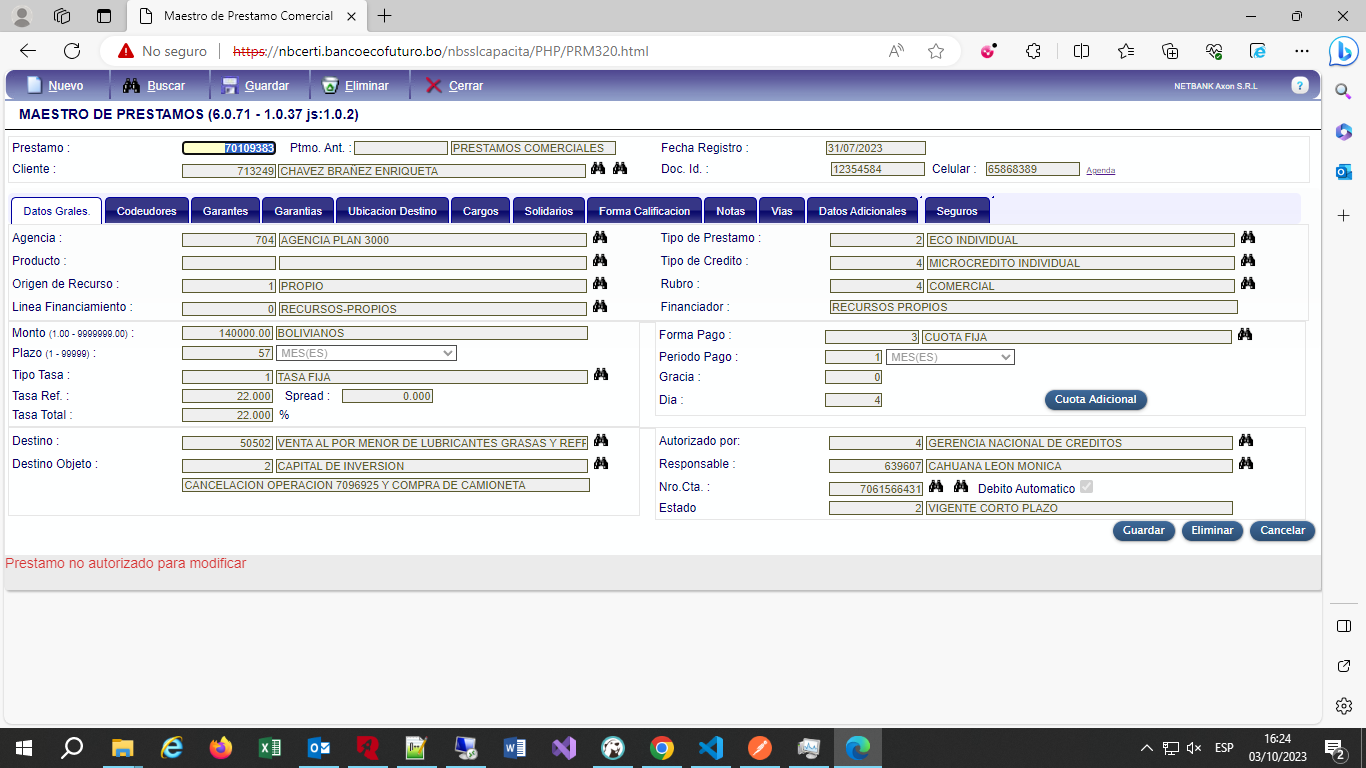 Maestro de Prestamo Comercial
No seguro
https://nbcerti.bancoecofuturo.bo/nbsslcapacita/PHP/PRM320.html
Nuevo Buscar Guardar Eliminar Cerrar NETBANK Axon S.R.L ?
MAESTRO DE PRESTAMOS (6.0.71 - 1.0.37 js:1.0.2)
Prestamo : 70109383 Ptmo. Ant. : PRESTAMOS COMERCIALES Fecha Registro : 31/07/2023
Cliente : 713249 CHAVEZ BRAÑEZ ENRIQUETA Doc. Id. : 12354584 Celular : 65868389 Agenda
Datos Grales. Codeudores Garantes Garantias Ubicacion Destino Cargos Solidarios Forma Calificacion Notas Vias Datos Adicionales Seguros
Agencia : 704 AGENCIA PLAN 3000 Tipo de Prestamo : 2 ECO INDIVIDUAL
Producto : Tipo de Credito : 4 MICROCREDITO INDIVIDUAL
Origen de Recurso : 1 PROPIO Rubro : 4 COMERCIAL
Linea Financiamiento : 0 RECURSOS-PROPIOS Financiador : RECURSOS PROPIOS
Monto (1.00 - 9999999.00) : 140000.00 BOLIVIANOS Forma Pago : 3 CUOTA FIJA
Plazo (1 - 99999) : 57 MES(ES) Periodo Pago : 1 MES(ES)
Tipo Tasa : 1 TASA FIJA Gracia : 0
Tasa Ref. : 22.000 Spread : 0.000 Dia : 4 Cuota Adicional
Tasa Total : 22.000 %
Destino : 50502 VENTA AL POR MENOR DE LUBRICANTES GRASAS Y REFR Autorizado por: 4 GERENCIA NACIONAL DE CREDITOS
Destino Objeto : 2 CAPITAL DE INVERSION Responsable : 639607 CAHUANA LEON MONICA
CANCELACION OPERACION 7096925 Y COMPRA DE CAMIONETA Nro.Cta. : 7061566431 Debito Automatico
Estado 2 VIGENTE CORTO PLAZO
Guardar Eliminar Cancelar
Prestamo no autorizado para modificar
ESP
16:24
03/10/2023
2